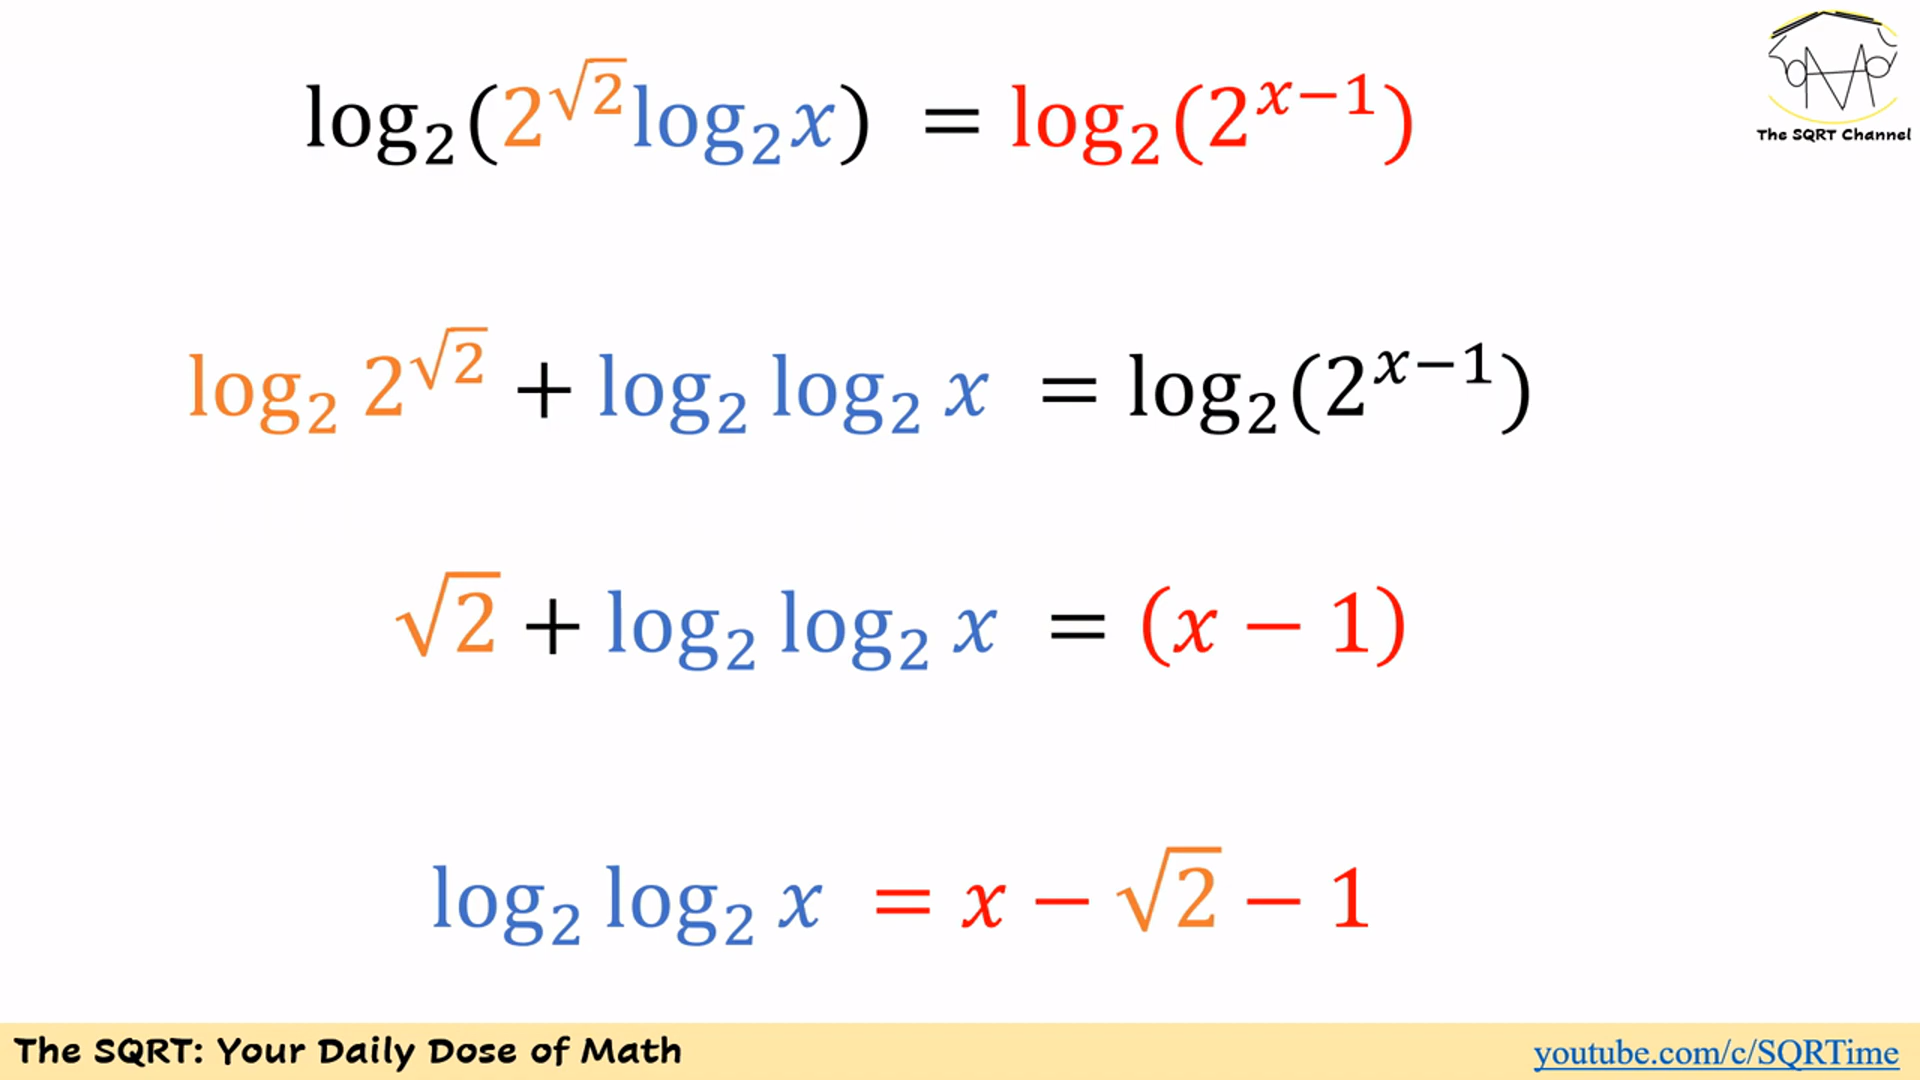 log₂(2^√2 log₂x) = log₂(2^(x−1))
The SQRT Channel
log₂ 2^√2 + log₂ log₂ x = log₂(2^(x−1))
√2 + log₂ log₂ x = (x − 1)
log₂ log₂ x = x − √2 − 1
The SQRT: Your Daily Dose of Math
youtube.com/c/SQRTime